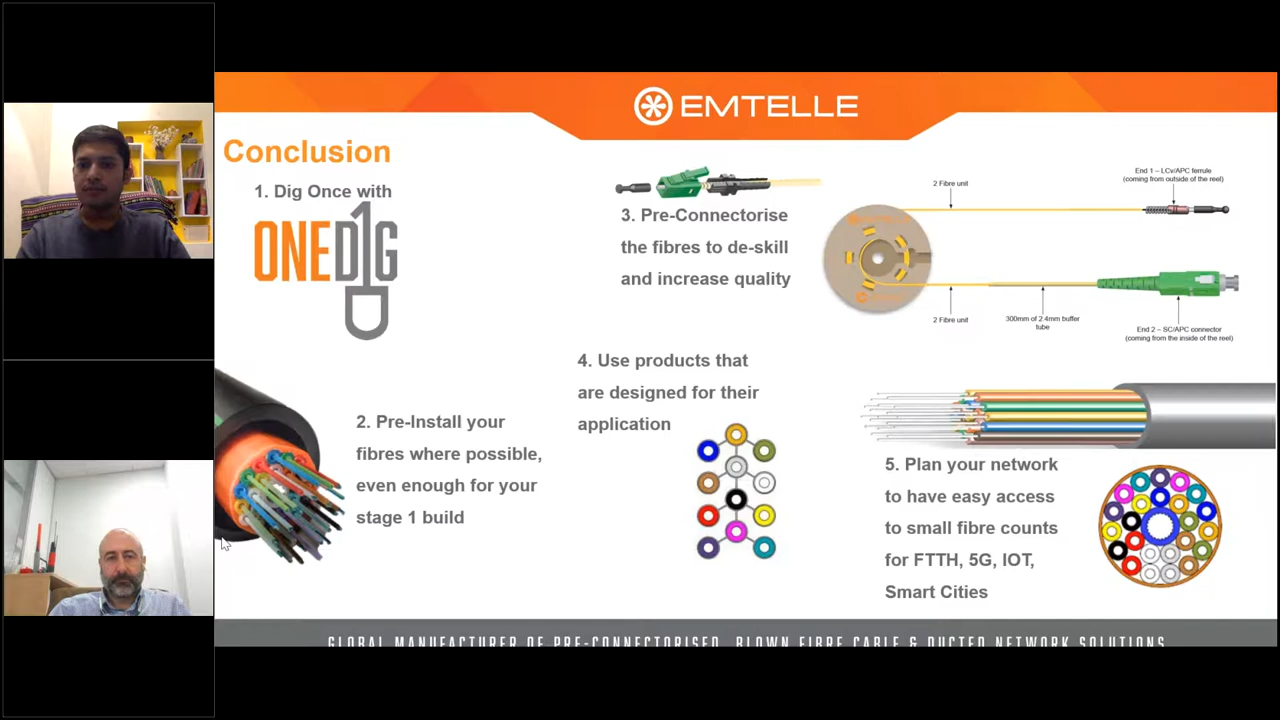 EMTELLE
Conclusion
1. Dig Once with
ONE D1G
2. Pre-Install your
fibres where possible,
even enough for your
stage 1 build
3. Pre-Connectorise
the fibres to de-skill
and increase quality
2 Fibre unit
End 1 – LCv/APC ferrule
(coming from outside of the reel)
EMTELLE
2 Fibre unit
300mm of 2.4mm buffer
tube
End 2 – SC/APC connector
(coming from the inside of the reel)
4. Use products that
are designed for their
application
5. Plan your network
to have easy access
to small fibre counts
for FTTH, 5G, IOT,
Smart Cities
GLOBAL MANUFACTURER OF PRE-CONNECTORISED, BLOWN FIBRE CABLE & DUCTED NETWORK SOLUTIONS